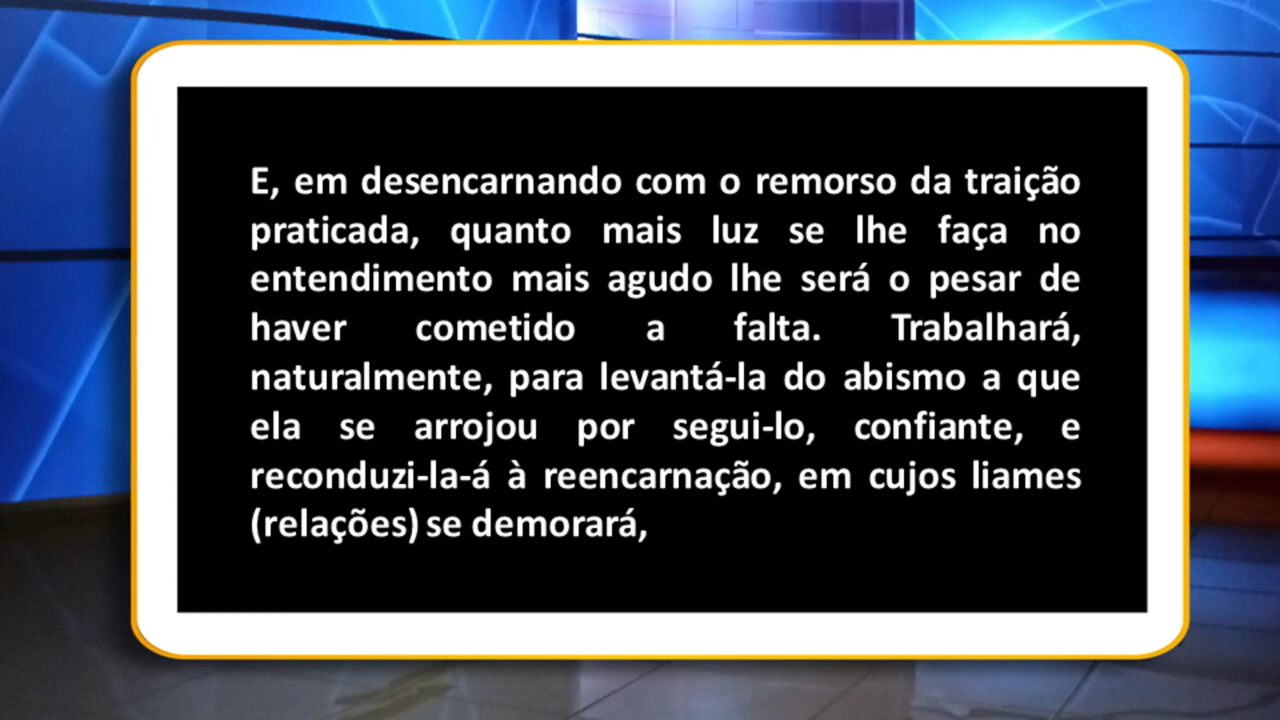 E, em desencarnando com o remorso da traição
praticada, quanto mais luz se lhe faça no
entendimento mais agudo lhe será o pesar de
haver cometido a falta. Trabalhará,
naturalmente, para levantá-la do abismo a que
ela se arrojou por segui-lo, confiante, e
reconduzi-la-á à reencarnação, em cujos liames
(relações) se demorará,